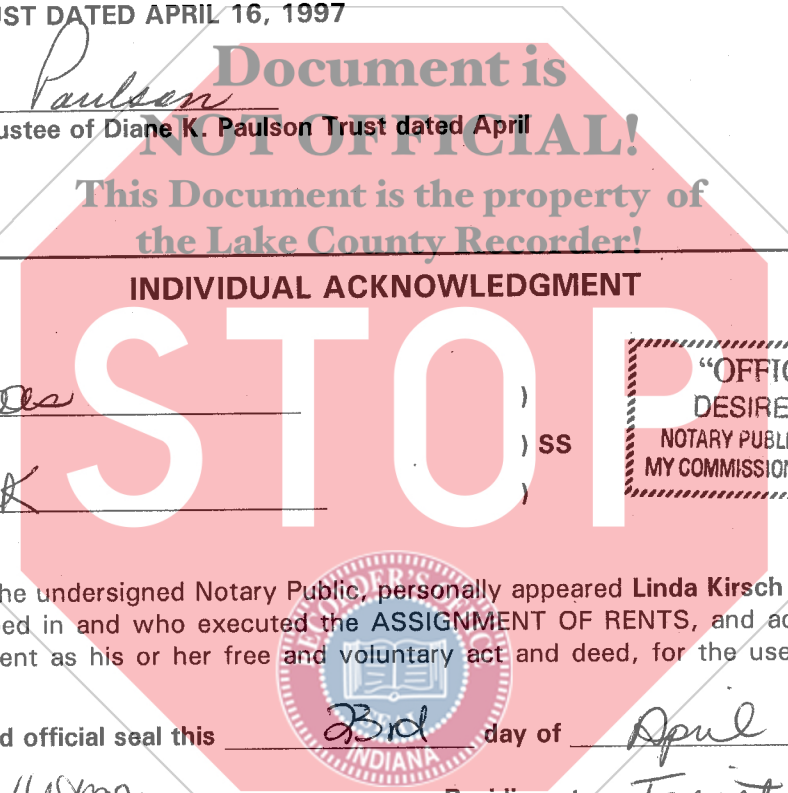 UST DATED APRIL 16, 1997
Document is
Paulson
ustee of Diane K. Paulson Trust dated April
NOT OFFICIAL!
This Document is the property of
the Lake County Recorder!
INDIVIDUAL ACKNOWLEDGMENT
STOP
"OFFIC
)
DESIRE
) SS
NOTARY PUBLI
MY COMMISSION
K
)
he undersigned Notary Public, personally appeared Linda Kirsch
ed in and who executed the ASSIGNMENT OF RENTS, and ac
ent as his or her free and voluntary act and deed, for the use
RECORDER'S OFFICE
SEAL
d official seal this 23rd day of April
INDIANA